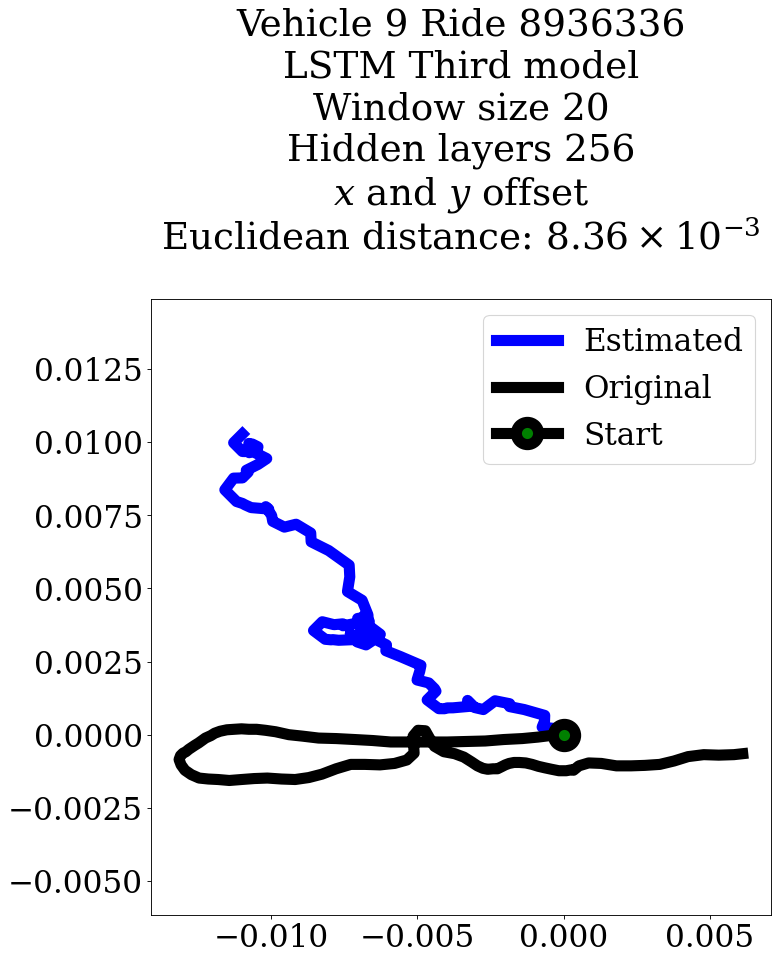 Vehicle 9 Ride 8936336
LSTM Third model
Window size 20
Hidden layers 256
x and y offset
Euclidean distance: 8.36 × 10⁻³
Estimated
Original
Start
0.0125
0.0100
0.0075
0.0050
0.0025
0.0000
−0.0025
−0.0050
−0.010 −0.005 0.000 0.005